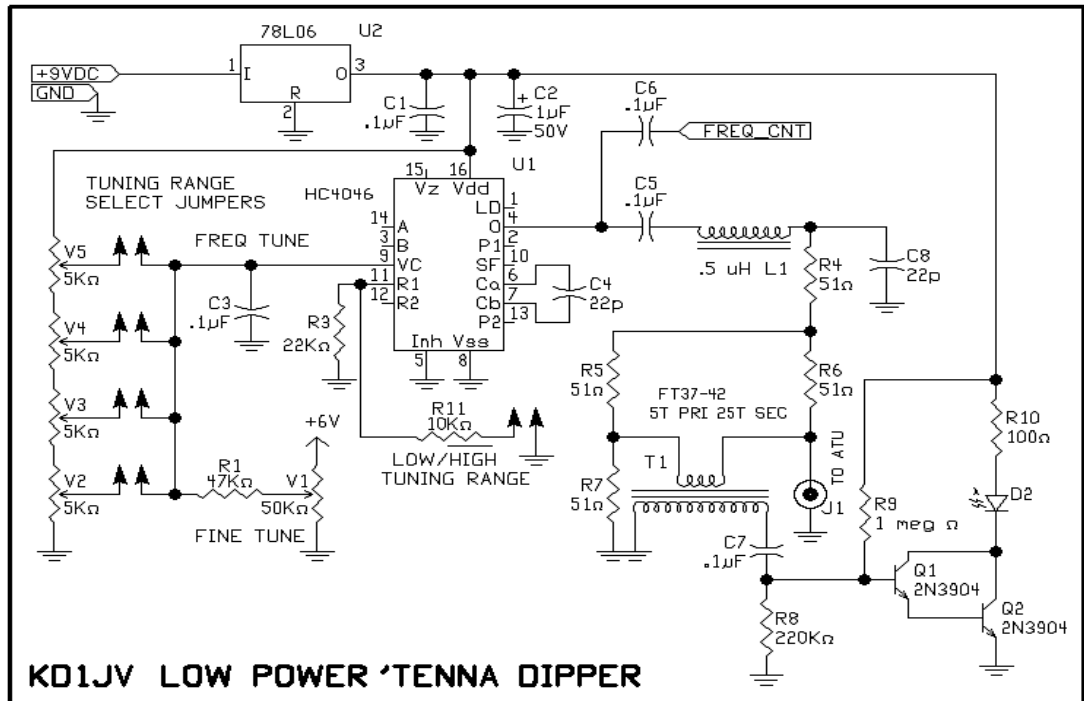 78L06
U2
+9VDC
1
I
O
3
R
2
GND
C1
.1µF
+
C2
1µF
50V
C6
.1µF
FREQ_CNT
C5
.1µF
U1
15
16
Vz
Vdd
HC4046
TUNING RANGE
SELECT JUMPERS
14
A
3
B
9
VC
11
R1
12
R2
LD
1
O
4
P1
2
SF
10
Ca
6
Cb
7
P2
13
Inh
Vss
5
8
FREQ TUNE
V5
5KΩ
V4
5KΩ
V3
5KΩ
V2
5KΩ
C3
.1µF
R3
22KΩ
C4
22p
.5 uH L1
R4
51Ω
C8
22p
R5
51Ω
R6
51Ω
FT37-42
5T PRI 25T SEC
R11
10KΩ
LOW/HIGH
TUNING RANGE
+6V
R1
47KΩ
V1
50KΩ
FINE TUNE
T1
R7
51Ω
TO ATU
J1
C7
.1µF
R10
100Ω
D2
R9
1 meg Ω
Q1
2N3904
Q2
2N3904
R8
220KΩ
KD1JV LOW POWER 'TENNA DIPPER